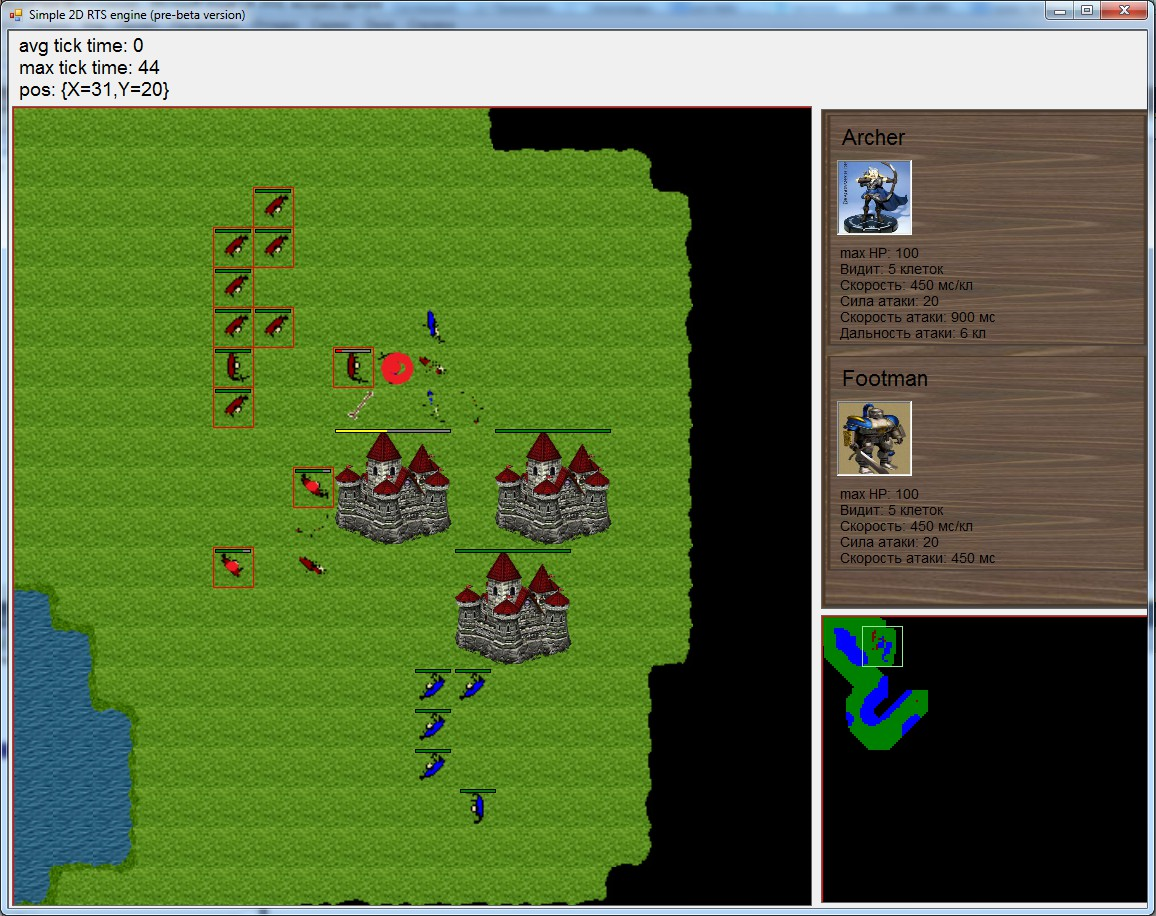 Simple 2D RTS engine (pre-beta version)
avg tick time: 0
max tick time: 44
pos: {X=31,Y=20}
Archer
max HP: 100
Видит: 5 клеток
Скорость: 450 мс/кл
Сила атаки: 20
Скорость атаки: 900 мс
Дальность атаки: 6 кл
Footman
max HP: 100
Видит: 5 клеток
Скорость: 450 мс/кл
Сила атаки: 20
Скорость атаки: 450 мс